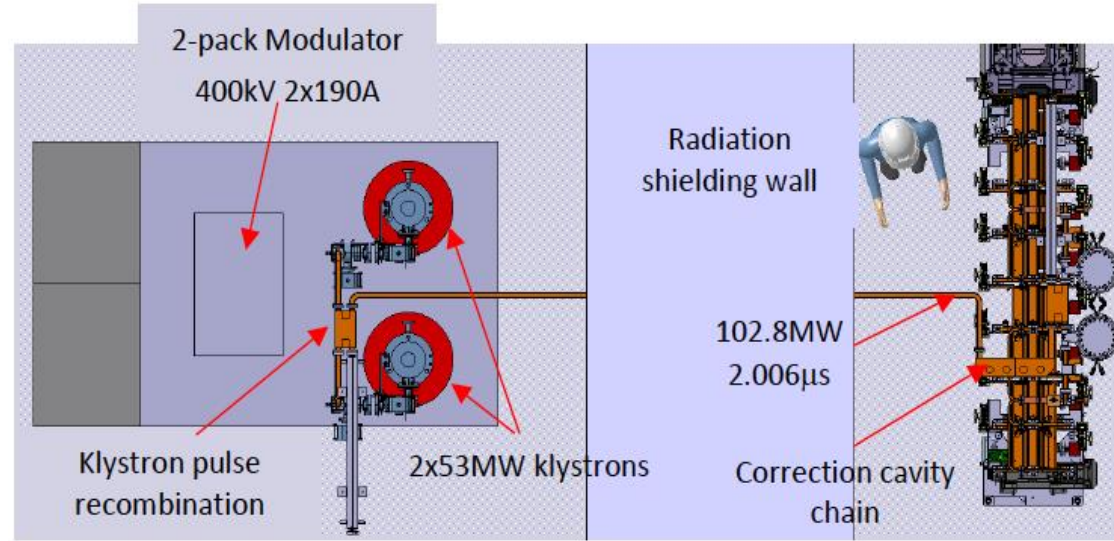 2-pack Modulator
400kV 2x190A
Radiation
shielding wall
102.8MW
2.006μs
Klystron pulse
recombination
2x53MW klystrons
Correction cavity
chain